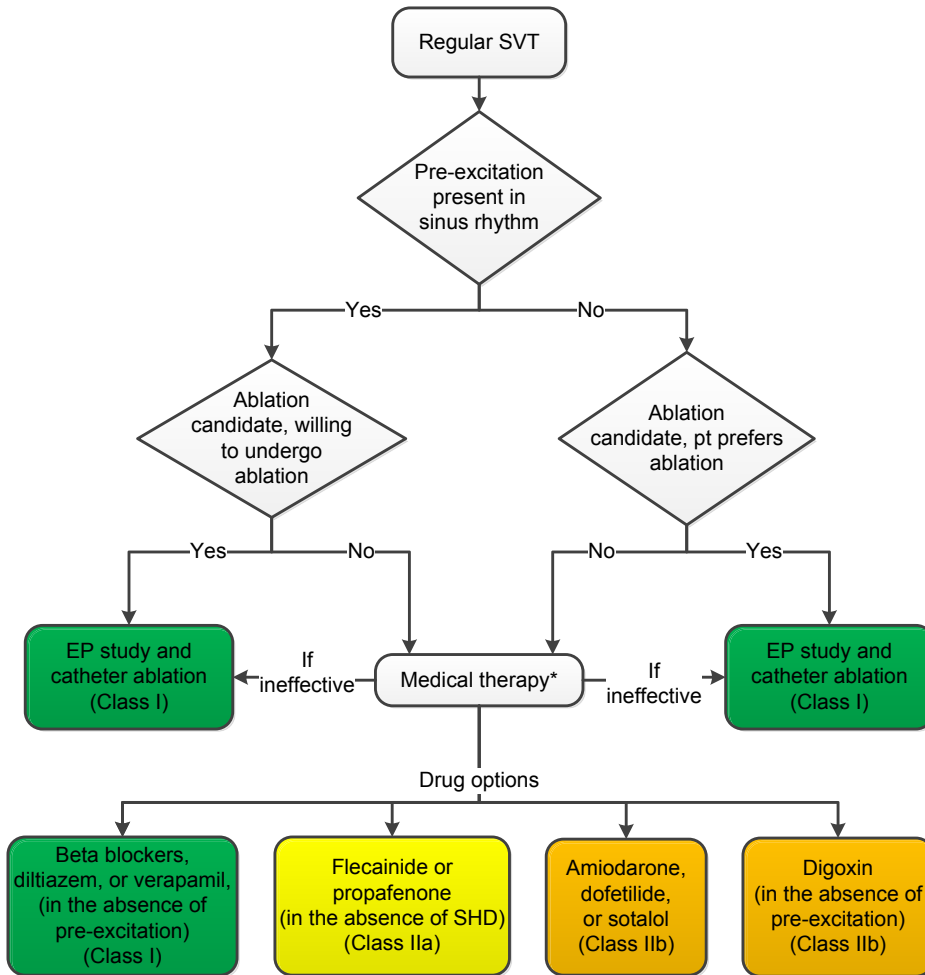 Regular SVT
Pre-excitation
present in
sinus rhythm
Yes
No
Ablation
candidate, willing
to undergo
ablation
Ablation
candidate, pt prefers
ablation
Yes
No
No
Yes
EP study and
catheter ablation
(Class I)
If
ineffective
Medical therapy*
If
ineffective
EP study and
catheter ablation
(Class I)
Drug options
Beta blockers,
diltiazem, or verapamil,
(in the absence of
pre-excitation)
(Class I)
Flecainide or
propafenone
(in the absence of SHD)
(Class IIa)
Amiodarone,
dofetilide,
or sotalol
(Class IIb)
Digoxin
(in the absence of
pre-excitation)
(Class IIb)